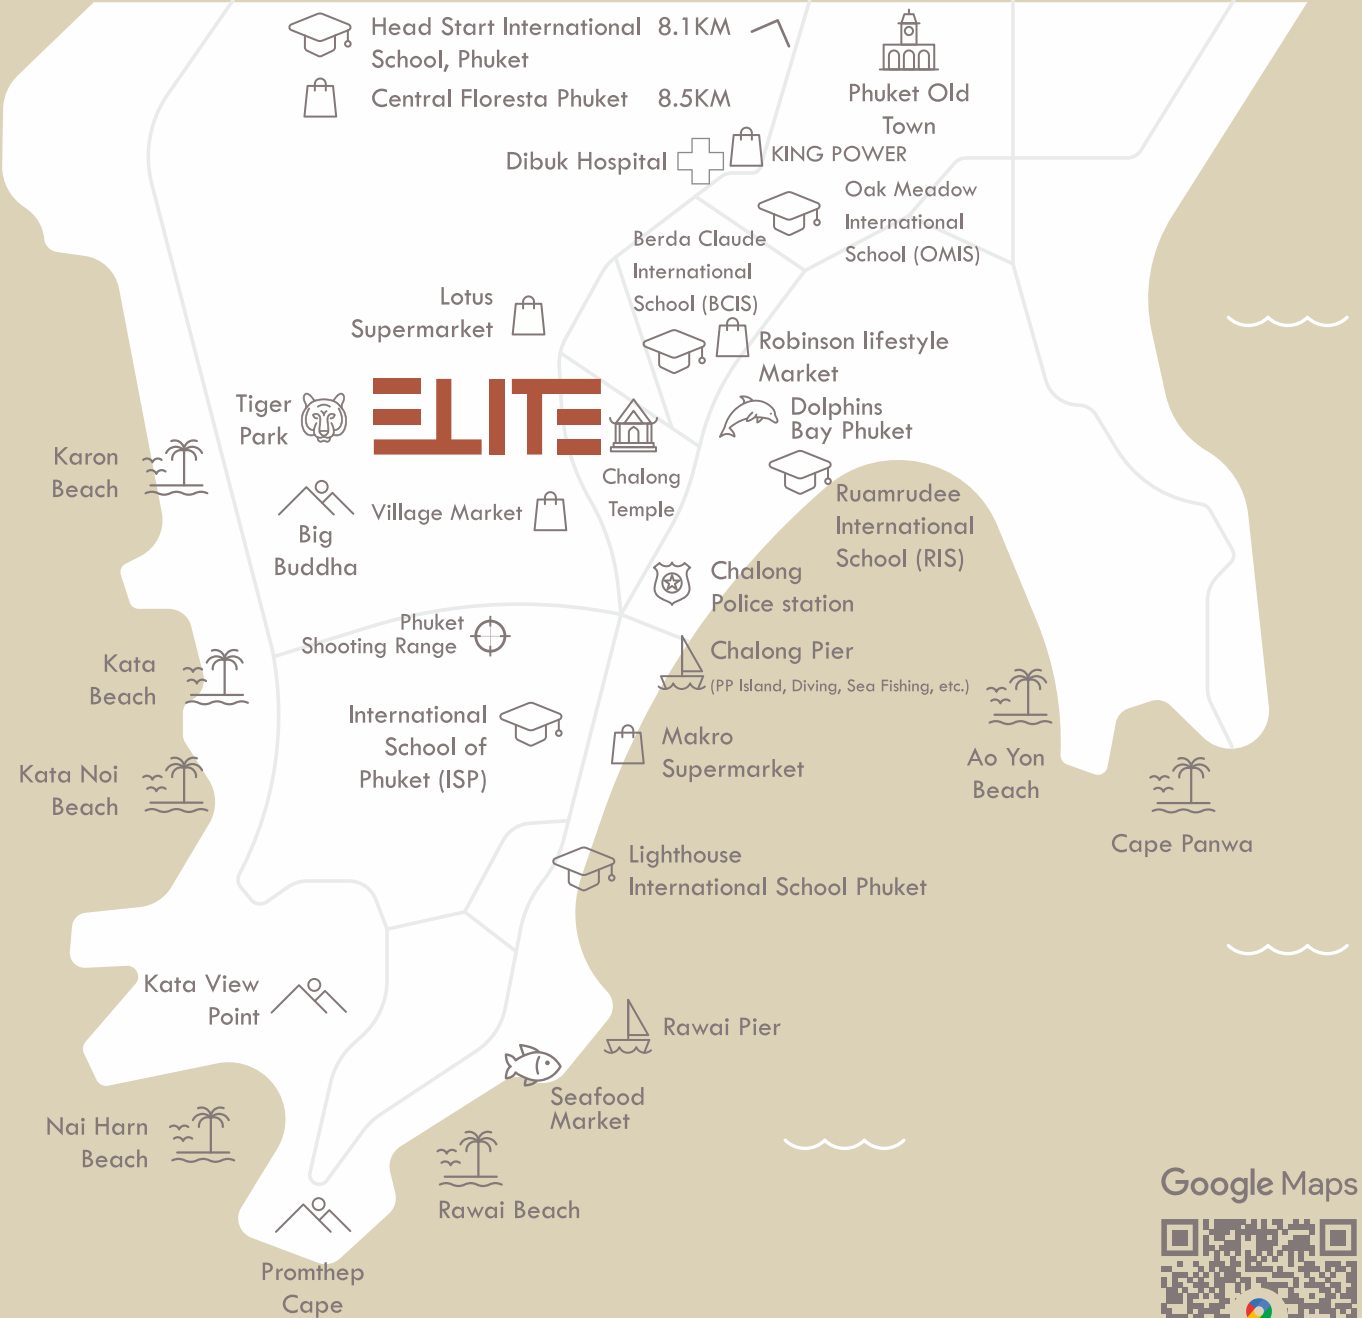 Head Start International 8.1KM
School, Phuket
Central Floresta Phuket 8.5KM
Phuket Old
Town
Dibuk Hospital
KING POWER
Oak Meadow
International
School (OMIS)
Berda Claude
International
School (BCIS)
Lotus
Supermarket
Robinson lifestyle
Market
Tiger
Park
ELITE
Dolphins
Bay Phuket
Karon
Beach
Chalong
Temple
Village Market
Big
Buddha
Ruamrudee
International
School (RIS)
Chalong
Police station
Phuket
Shooting Range
Chalong Pier
(PP Island, Diving, Sea Fishing, etc.)
Kata
Beach
International
School of
Phuket (ISP)
Makro
Supermarket
Ao Yon
Beach
Kata Noi
Beach
Cape Panwa
Lighthouse
International School Phuket
Kata View
Point
Rawai Pier
Seafood
Market
Nai Harn
Beach
Rawai Beach
Google Maps
Promthep
Cape